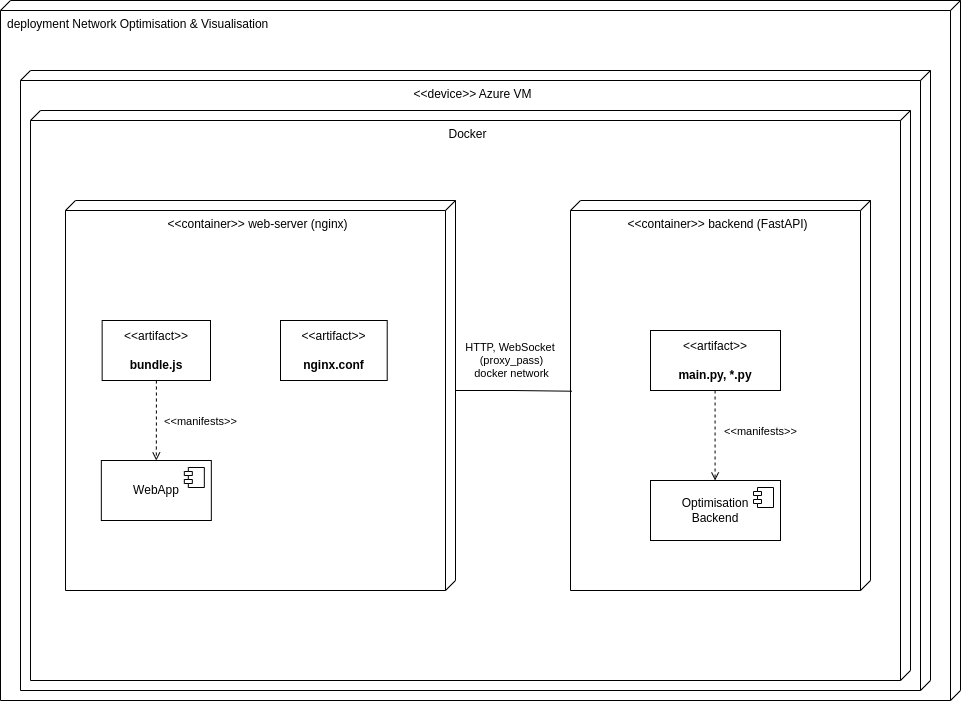 deployment Network Optimisation & Visualisation
<<device>> Azure VM
Docker
<<container>> web-server (nginx)
<<artifact>>
bundle.js
<<manifests>>
WebApp
<<artifact>>
nginx.conf
HTTP, WebSocket
(proxy_pass)
docker network
<<container>> backend (FastAPI)
<<artifact>>
main.py, *.py
<<manifests>>
Optimisation
Backend